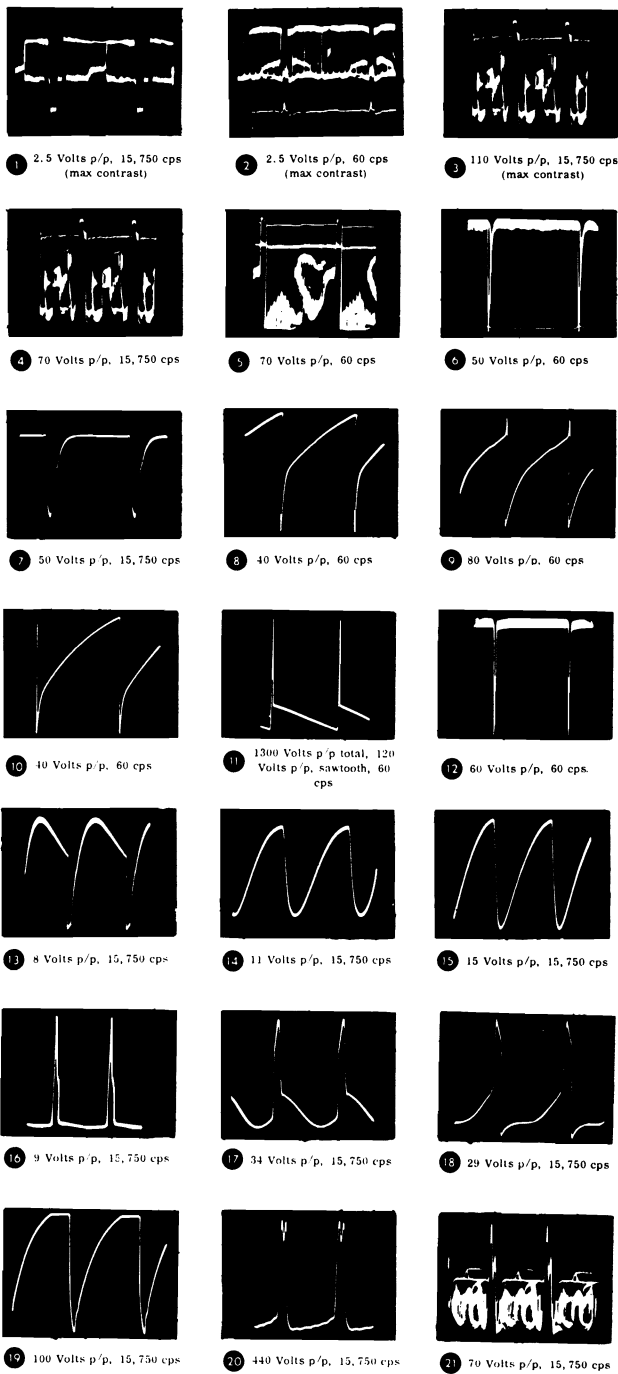 1 2.5 Volts p/p, 15,750 cps
(max contrast)
2 2.5 Volts p/p, 60 cps
(max contrast)
3 110 Volts p/p, 15,750 cps
(max contrast)
4 70 Volts p/p, 15,750 cps
5 70 Volts p/p, 60 cps
6 50 Volts p/p, 60 cps
7 50 Volts p/p, 15,750 cps
8 40 Volts p/p, 60 cps
9 80 Volts p/p, 60 cps
10 40 Volts p/p, 60 cps
11 1300 Volts p/p total, 120
Volts p/p, sawtooth, 60
cps
12 60 Volts p/p, 60 cps.
13 8 Volts p/p, 15,750 cps
14 11 Volts p/p, 15,750 cps
15 15 Volts p/p, 15,750 cps
16 9 Volts p/p, 15,750 cps
17 34 Volts p/p, 15,750 cps
18 29 Volts p/p, 15,750 cps
19 100 Volts p/p, 15,750 cps
20 440 Volts p/p, 15,750 cps
21 70 Volts p/p, 15,750 cps